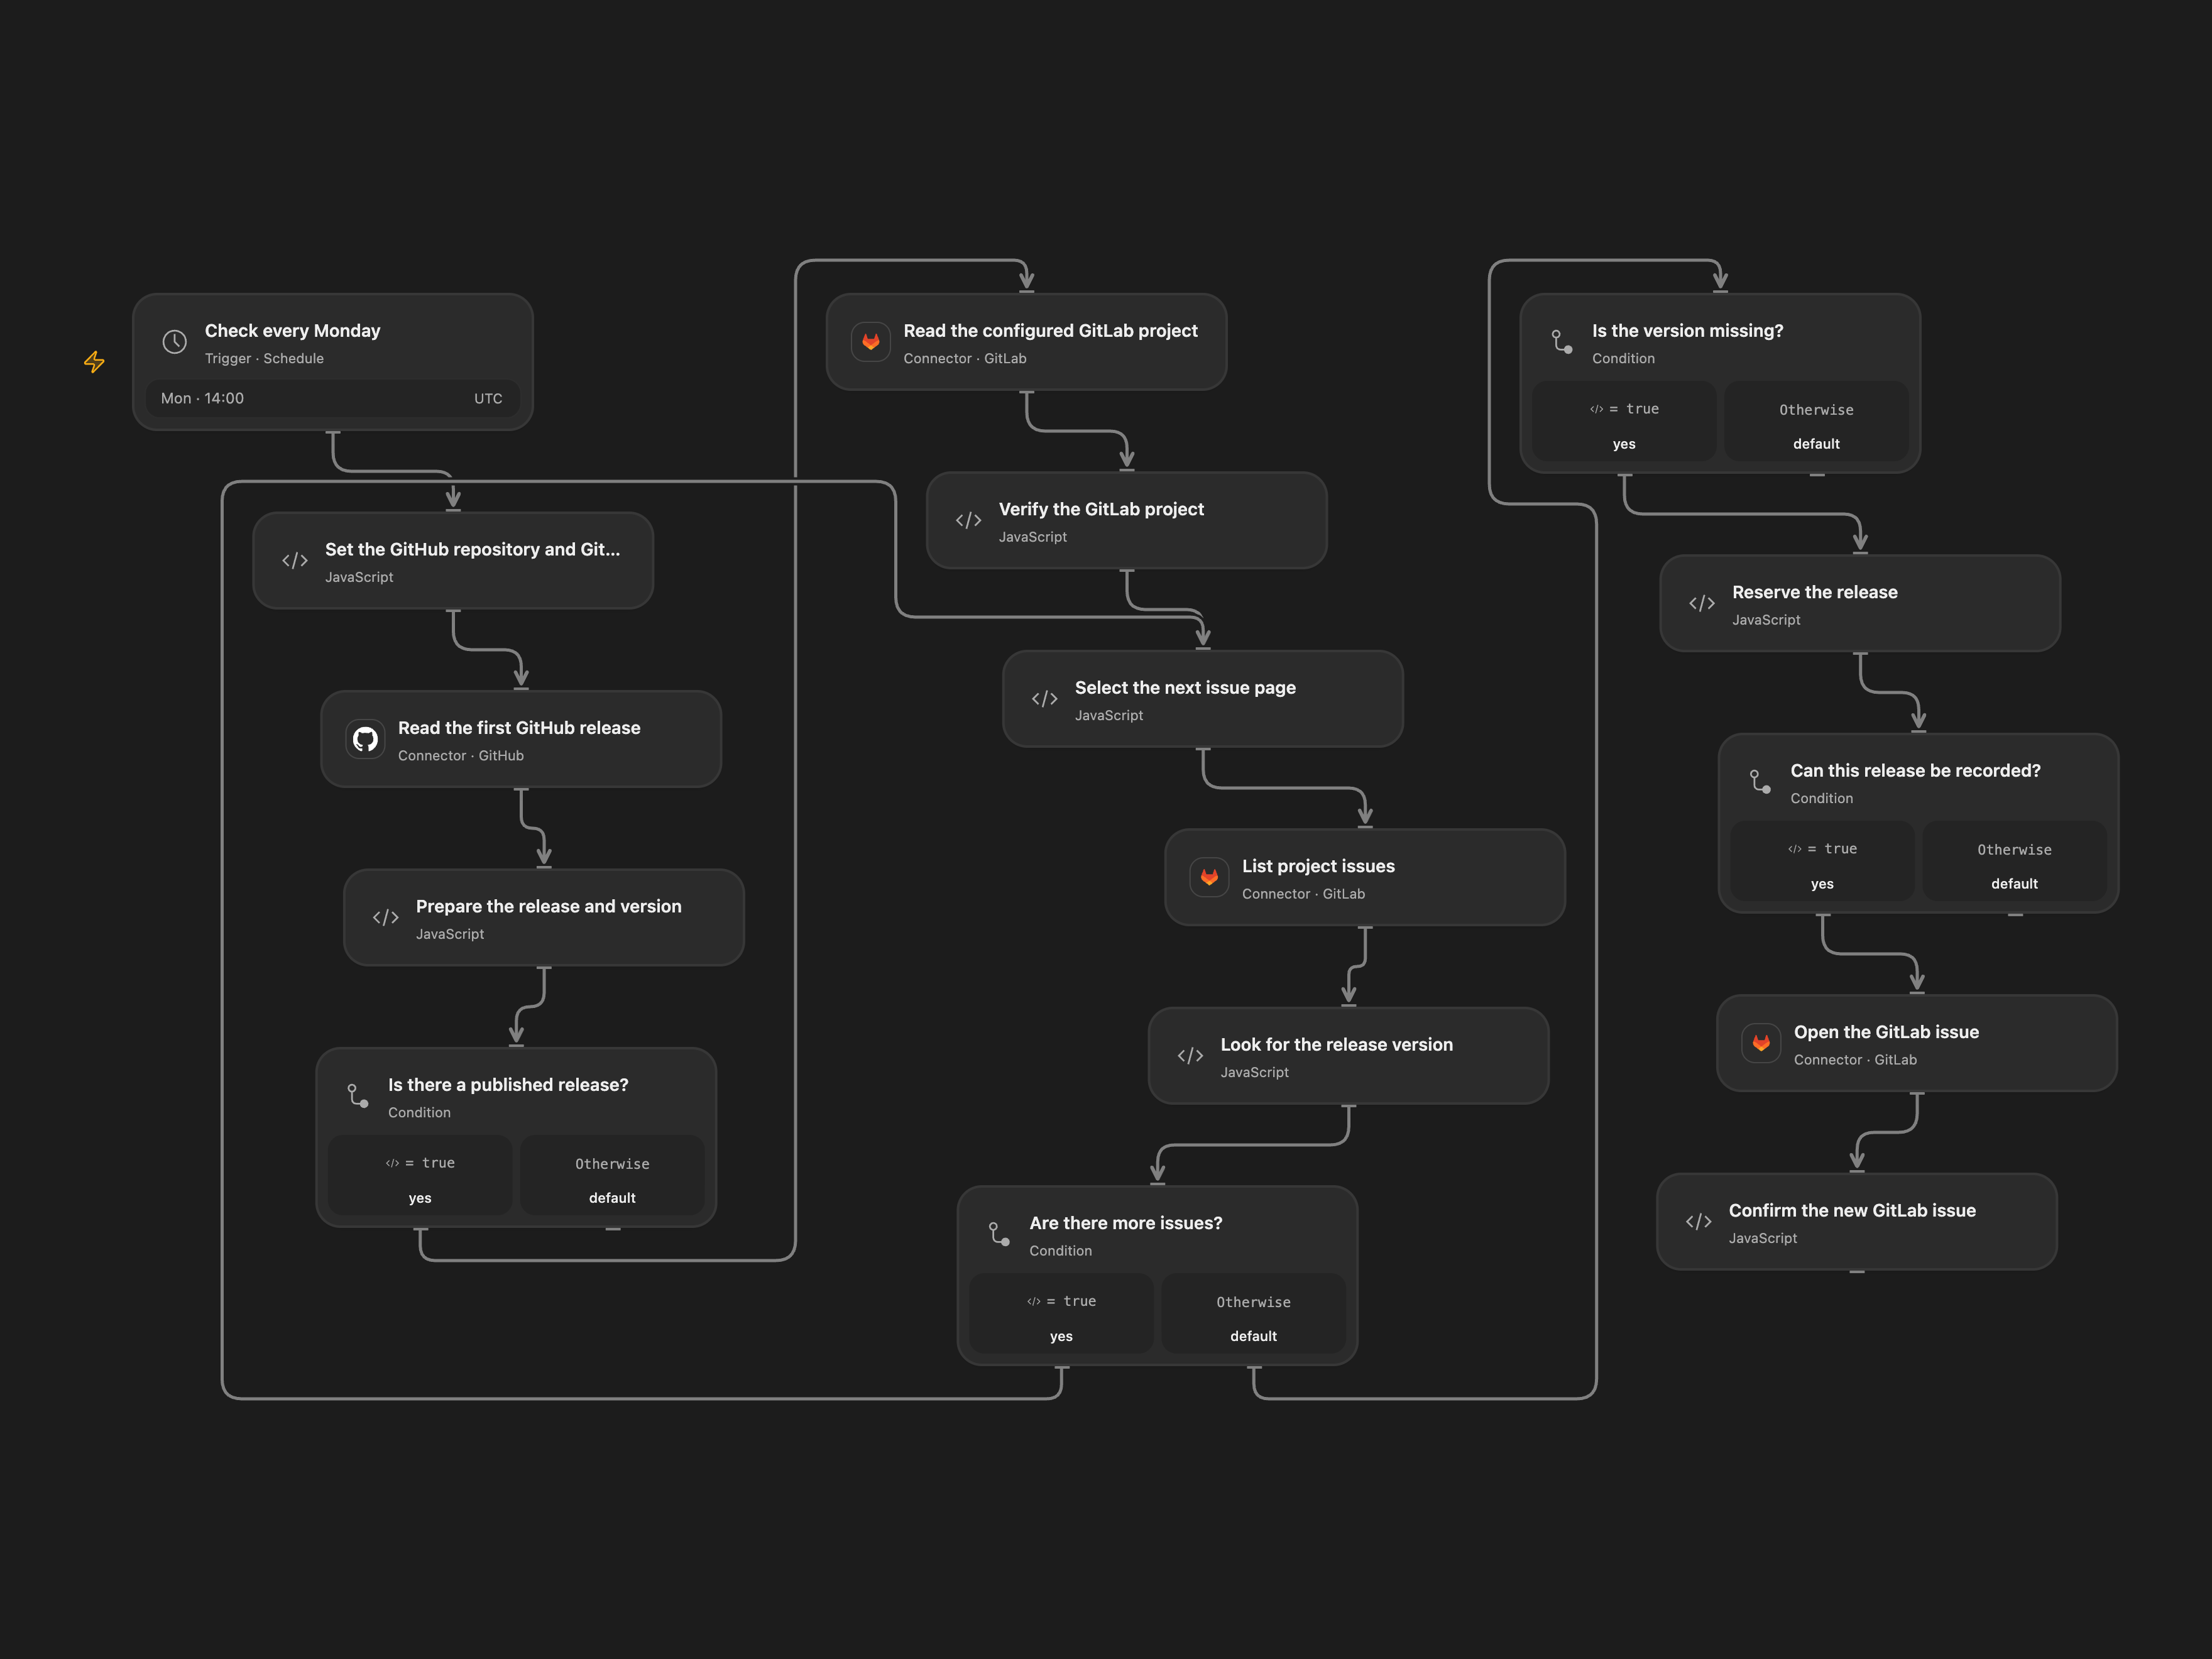 Check every Monday
Trigger · Schedule
Mon · 14:00
UTC
Set the GitHub repository and Git...
JavaScript
Read the first GitHub release
Connector · GitHub
Prepare the release and version
JavaScript
Is there a published release?
Condition
</> = true
yes
Otherwise
default
Read the configured GitLab project
Connector · GitLab
Verify the GitLab project
JavaScript
Select the next issue page
JavaScript
List project issues
Connector · GitLab
Look for the release version
JavaScript
Are there more issues?
Condition
</> = true
yes
Otherwise
default
Is the version missing?
Condition
</> = true
yes
Otherwise
default
Reserve the release
JavaScript
Can this release be recorded?
Condition
</> = true
yes
Otherwise
default
Open the GitLab issue
Connector · GitLab
Confirm the new GitLab issue
JavaScript